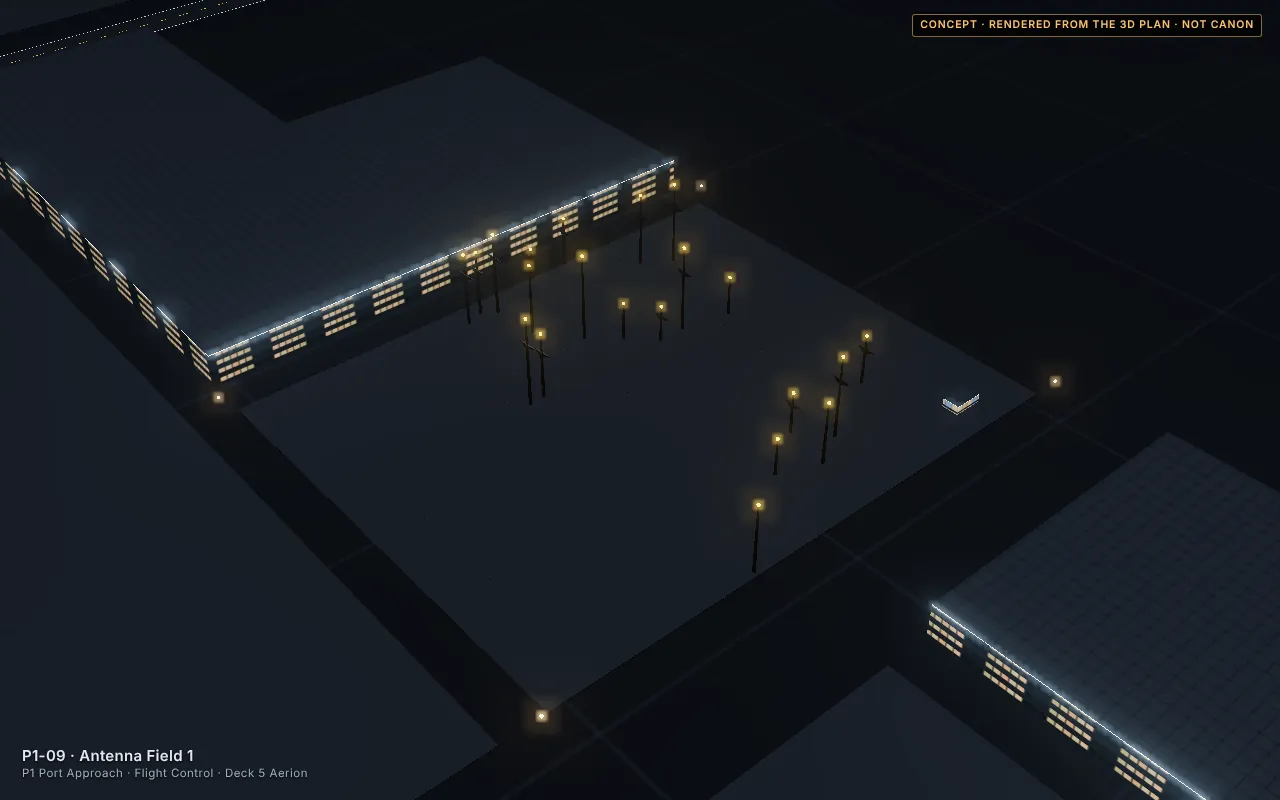 CONCEPT · RENDERED FROM THE 3D PLAN · NOT CANON
P1-09 · Antenna Field 1
P1 Port Approach · Flight Control · Deck 5 Aerion